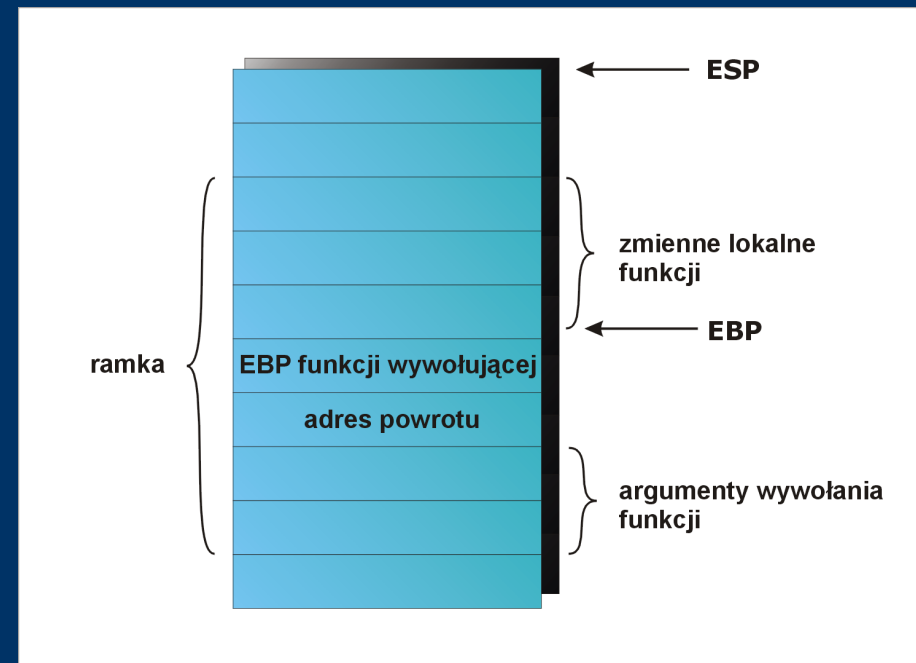 ESP
zmienne lokalne
funkcji
EBP
ramka
EBP funkcji wywołującej
adres powrotu
argumenty wywołania
funkcji